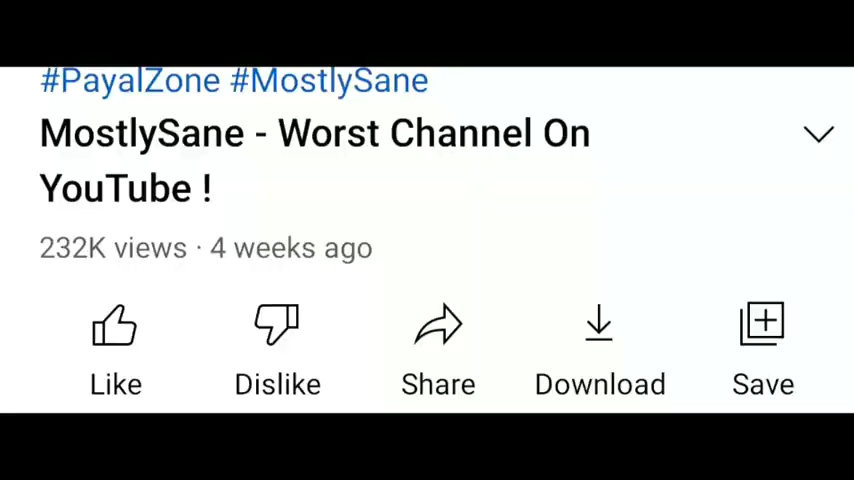 #PayalZone #MostlySane
MostlySane - Worst Channel On
YouTube !
232K views · 4 weeks ago
Like Dislike Share Download Save